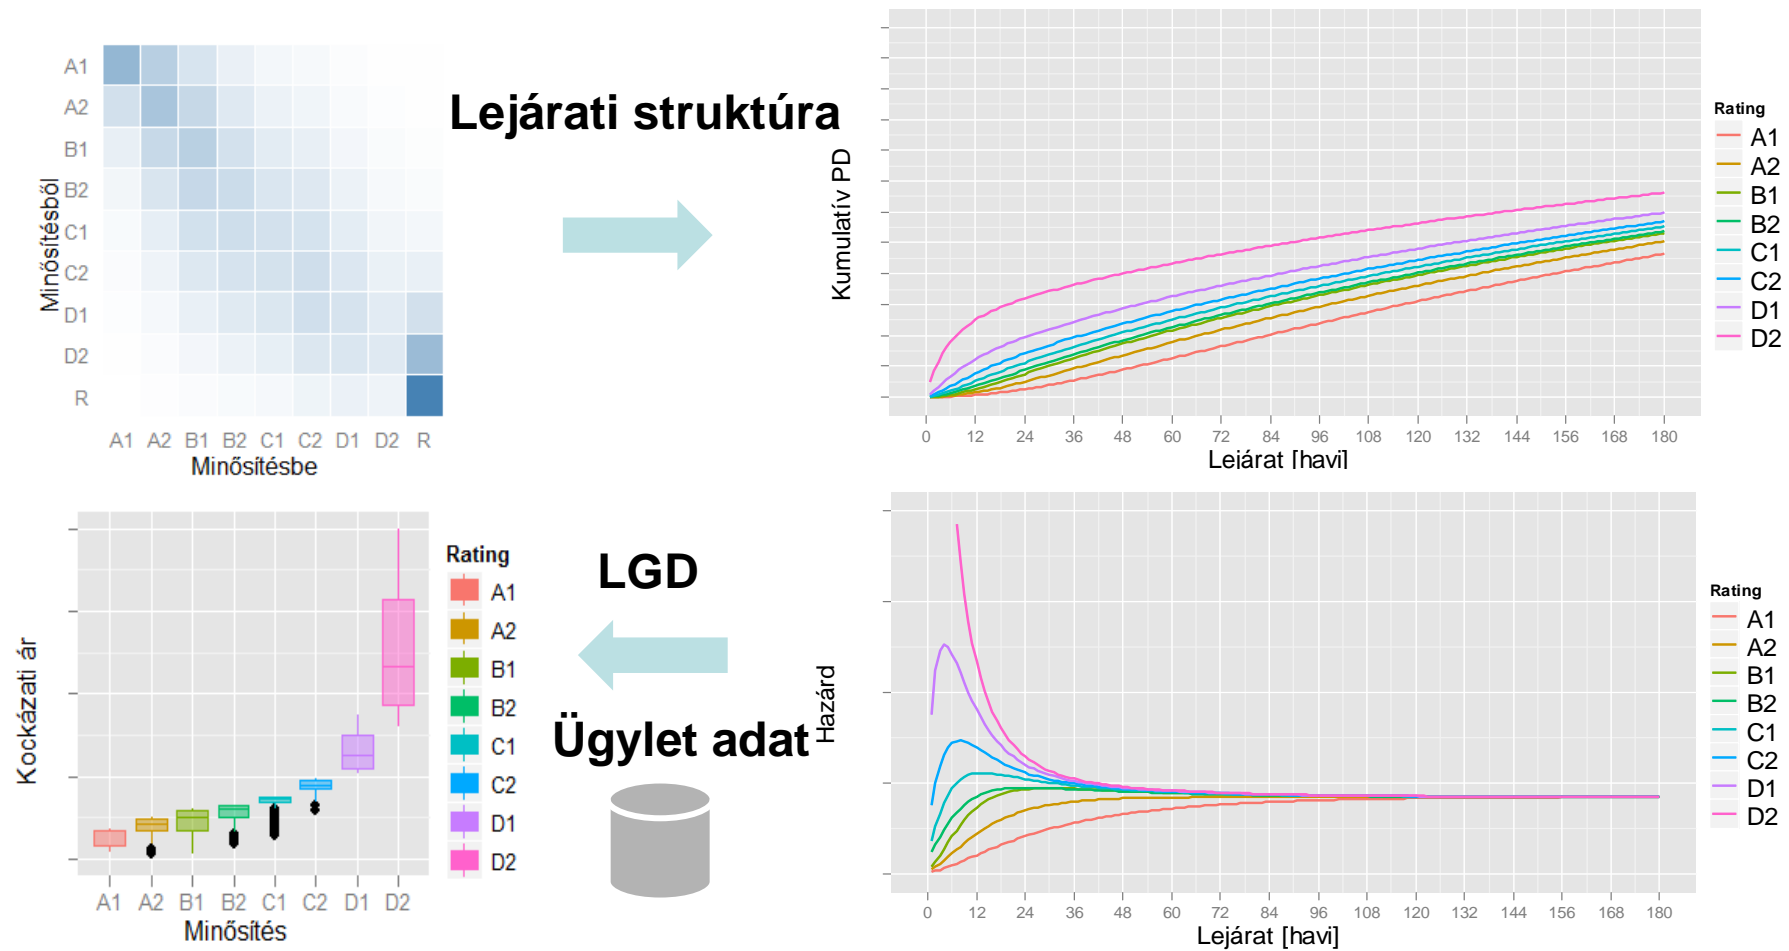 A1
A2
B1
B2
C1
C2
D1
D2
R
Minősítésből
A1 A2 B1 B2 C1 C2 D1 D2 R
Minősítésbe
Lejárati struktúra
Kumulatív PD
0 12 24 36 48 60 72 84 96 108 120 132 144 156 168 180
Lejárat [havi]
Rating
A1
A2
B1
B2
C1
C2
D1
D2
Kockázati ár
A1 A2 B1 B2 C1 C2 D1 D2
Minősítés
Rating
A1
A2
B1
B2
C1
C2
D1
D2
LGD
Ügylet adat
Hazárd
0 12 24 36 48 60 72 84 96 108 120 132 144 156 168 180
Lejárat [havi]
Rating
A1
A2
B1
B2
C1
C2
D1
D2